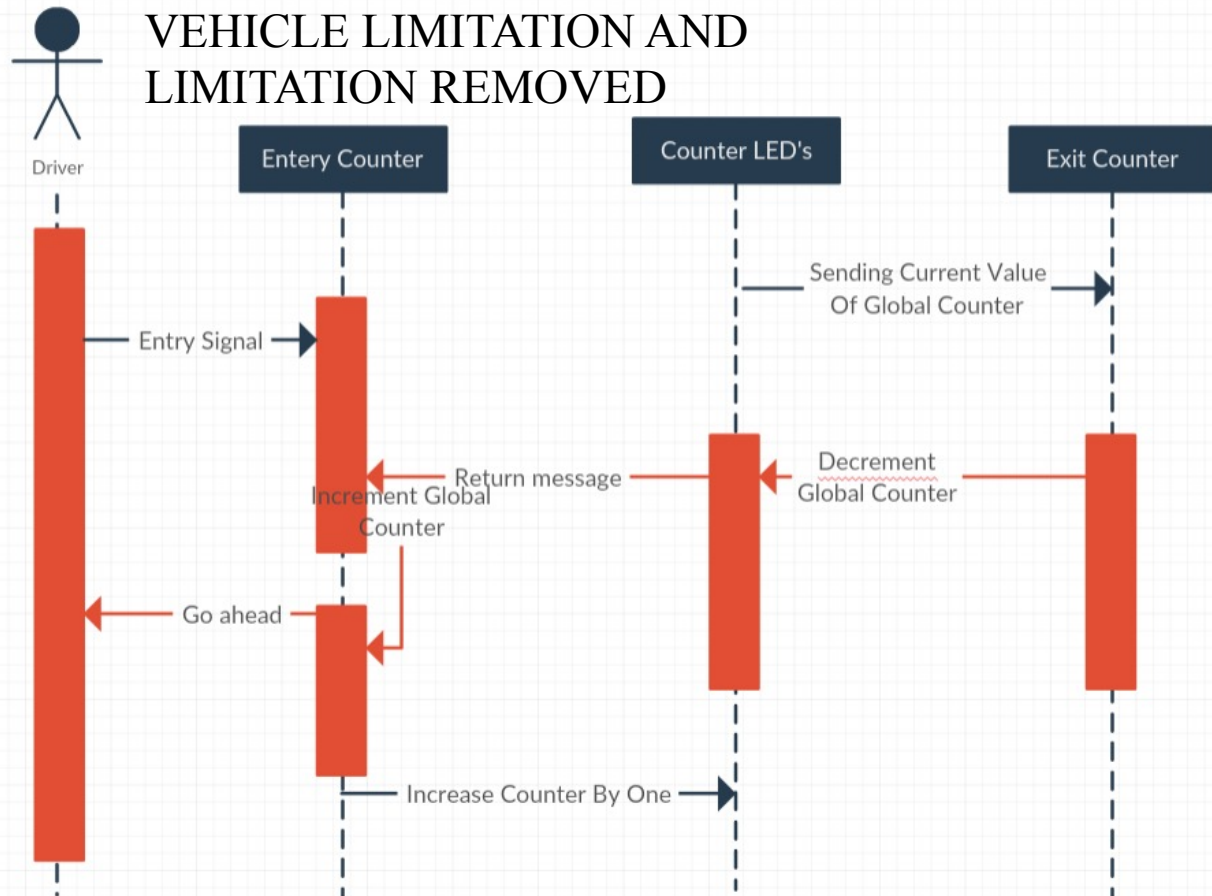 VEHICLE LIMITATION AND
LIMITATION REMOVED
Driver
Entery Counter
Counter LED's
Exit Counter
Sending Current Value
Of Global Counter
Entry Signal
Return message
Decrement
Global Counter
Increment Global
Counter
Go ahead
Increase Counter By One